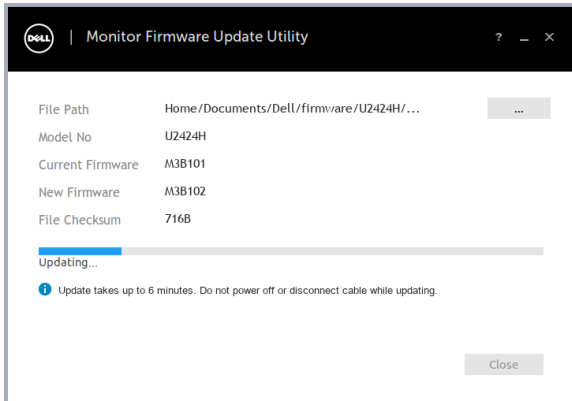 DELL | Monitor Firmware Update Utility ? _ ×
File Path Home/Documents/Dell/firmware/U2424H/... ...
Model No U2424H
Current Firmware M3B101
New Firmware M3B102
File Checksum 716B
Updating...
i Update takes up to 6 minutes. Do not power off or disconnect cable while updating.
Close